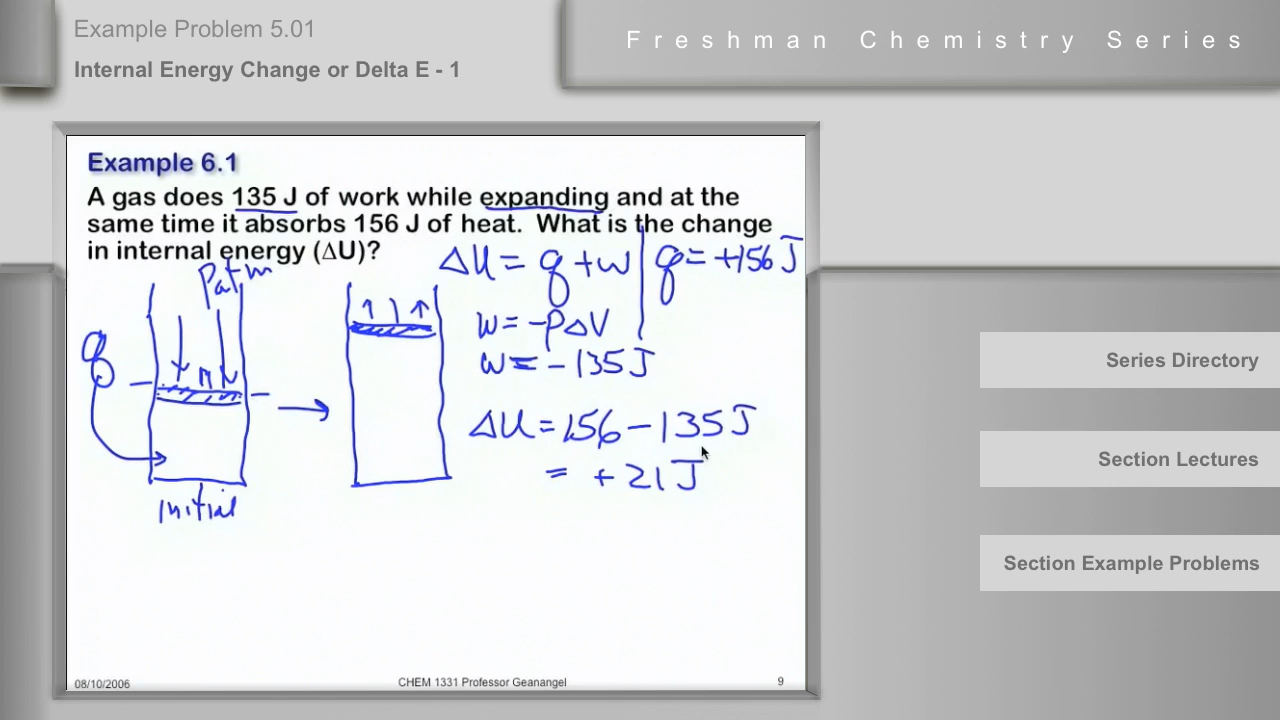 Example Problem 5.01
Internal Energy Change or Delta E - 1
Freshman Chemistry Series
Example 6.1
A gas does 135 J of work while expanding and at the
same time it absorbs 156 J of heat. What is the change
in internal energy (ΔU)?
Patm
ΔU = q + w
q = +156 J
w = -PΔV
w = -135 J
q
ΔU = 156 - 135 J
= + 21 J
initial
Series Directory
Section Lectures
Section Example Problems
08/10/2006
CHEM 1331 Professor Geanangel
9